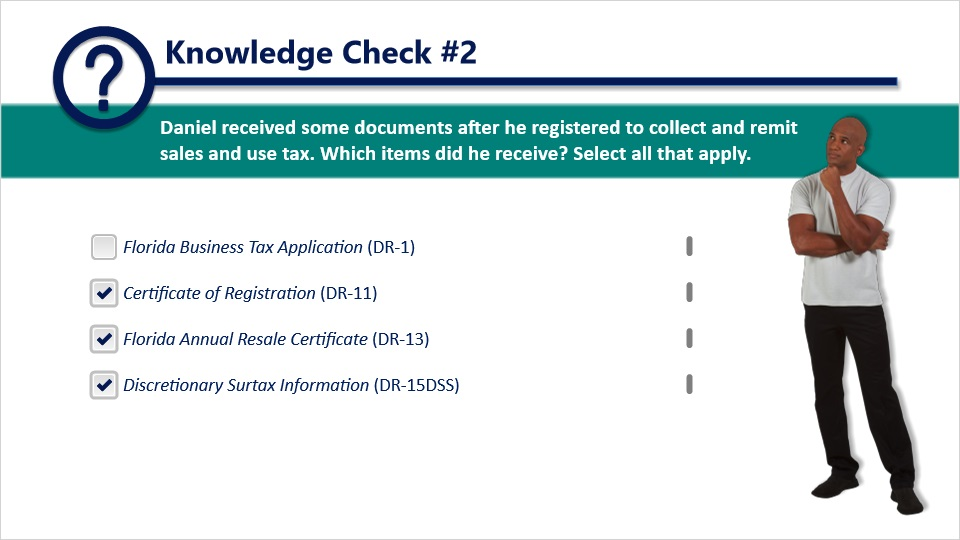 ?
Knowledge Check #2
Daniel received some documents after he registered to collect and remit
sales and use tax. Which items did he receive? Select all that apply.
Florida Business Tax Application (DR-1)
Certificate of Registration (DR-11)
Florida Annual Resale Certificate (DR-13)
Discretionary Surtax Information (DR-15DSS)